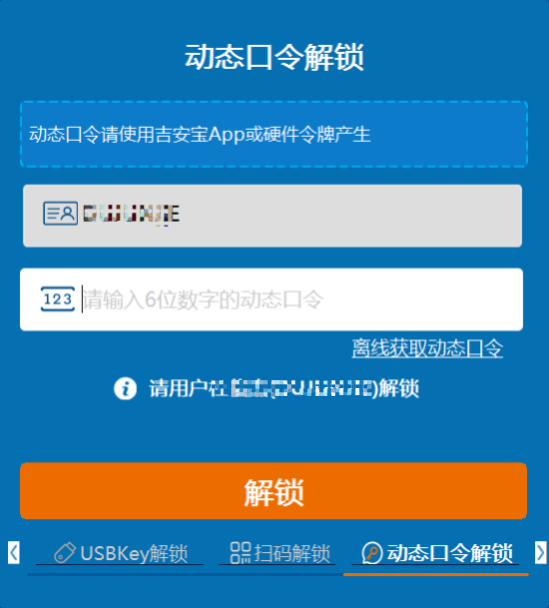 动态口令解锁
动态口令请使用吉安宝App或硬件令牌产生
123 请输入6位数字的动态口令
离线获取动态口令
请用户 解锁
解锁
USBKey解锁 扫码解锁 动态口令解锁